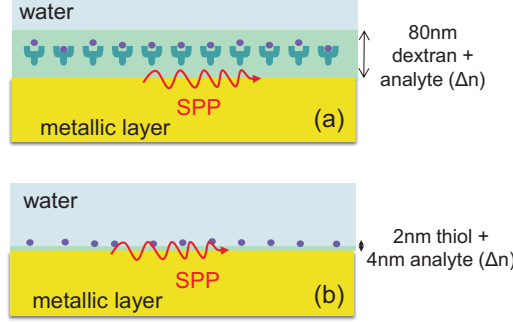 water
80nm
dextran +
analyte (Δn)
SPP
metallic layer
(a)
water
2nm thiol +
4nm analyte (Δn)
SPP
metallic layer
(b)